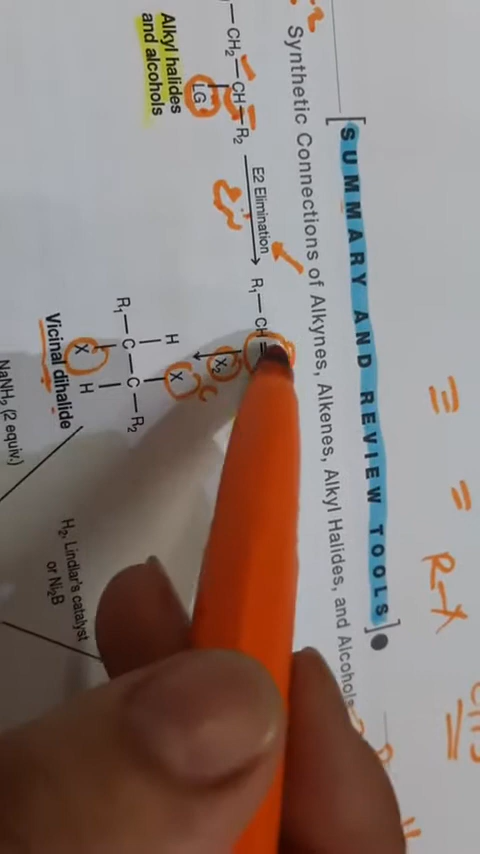 [SUMMARY AND REVIEW TOOLS]
Synthetic Connections of Alkynes, Alkenes, Alkyl Halides, and Alcohols
≡ = R-X
—CH₂—CH—R₂
LG
E2 Elimination
R₁—CH=
Alkyl halides
and alcohols
X₂
H X
R₁—C—C—R₂
X H
Vicinal dihalide
NaNH₂ (2 equiv.)
H₂, Lindlar's catalyst
or Ni₂B